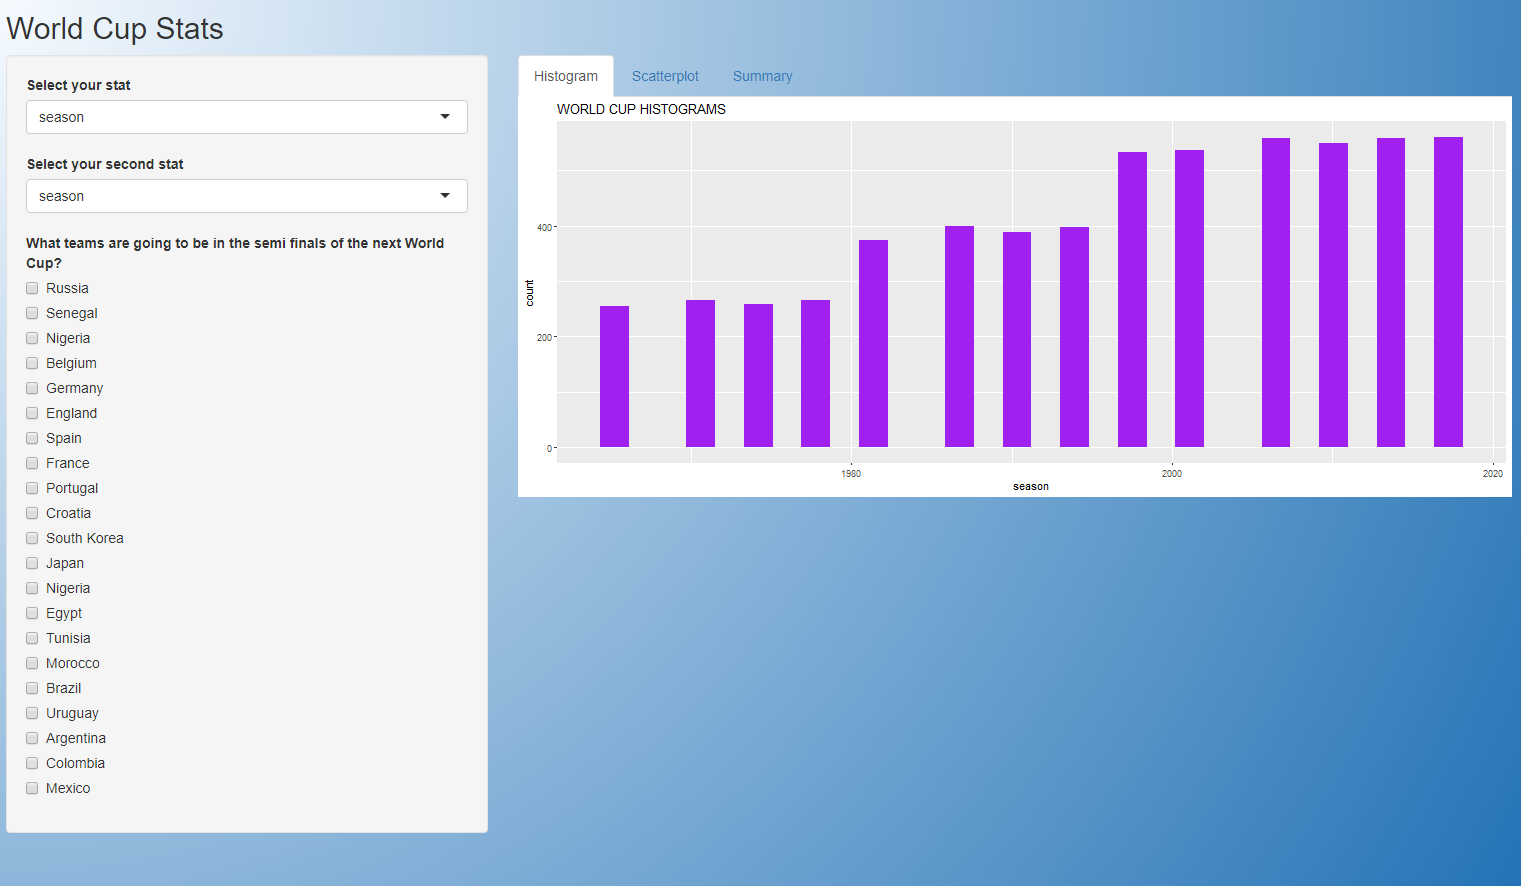 World Cup Stats
Select your stat
season
Select your second stat
season
What teams are going to be in the semi finals of the next World
Cup?
Russia
Senegal
Nigeria
Belgium
Germany
England
Spain
France
Portugal
Croatia
South Korea
Japan
Nigeria
Egypt
Tunisia
Morocco
Brazil
Uruguay
Argentina
Colombia
Mexico
Histogram Scatterplot Summary
WORLD CUP HISTOGRAMS
count
400
200
0
1980 2000 2020
season